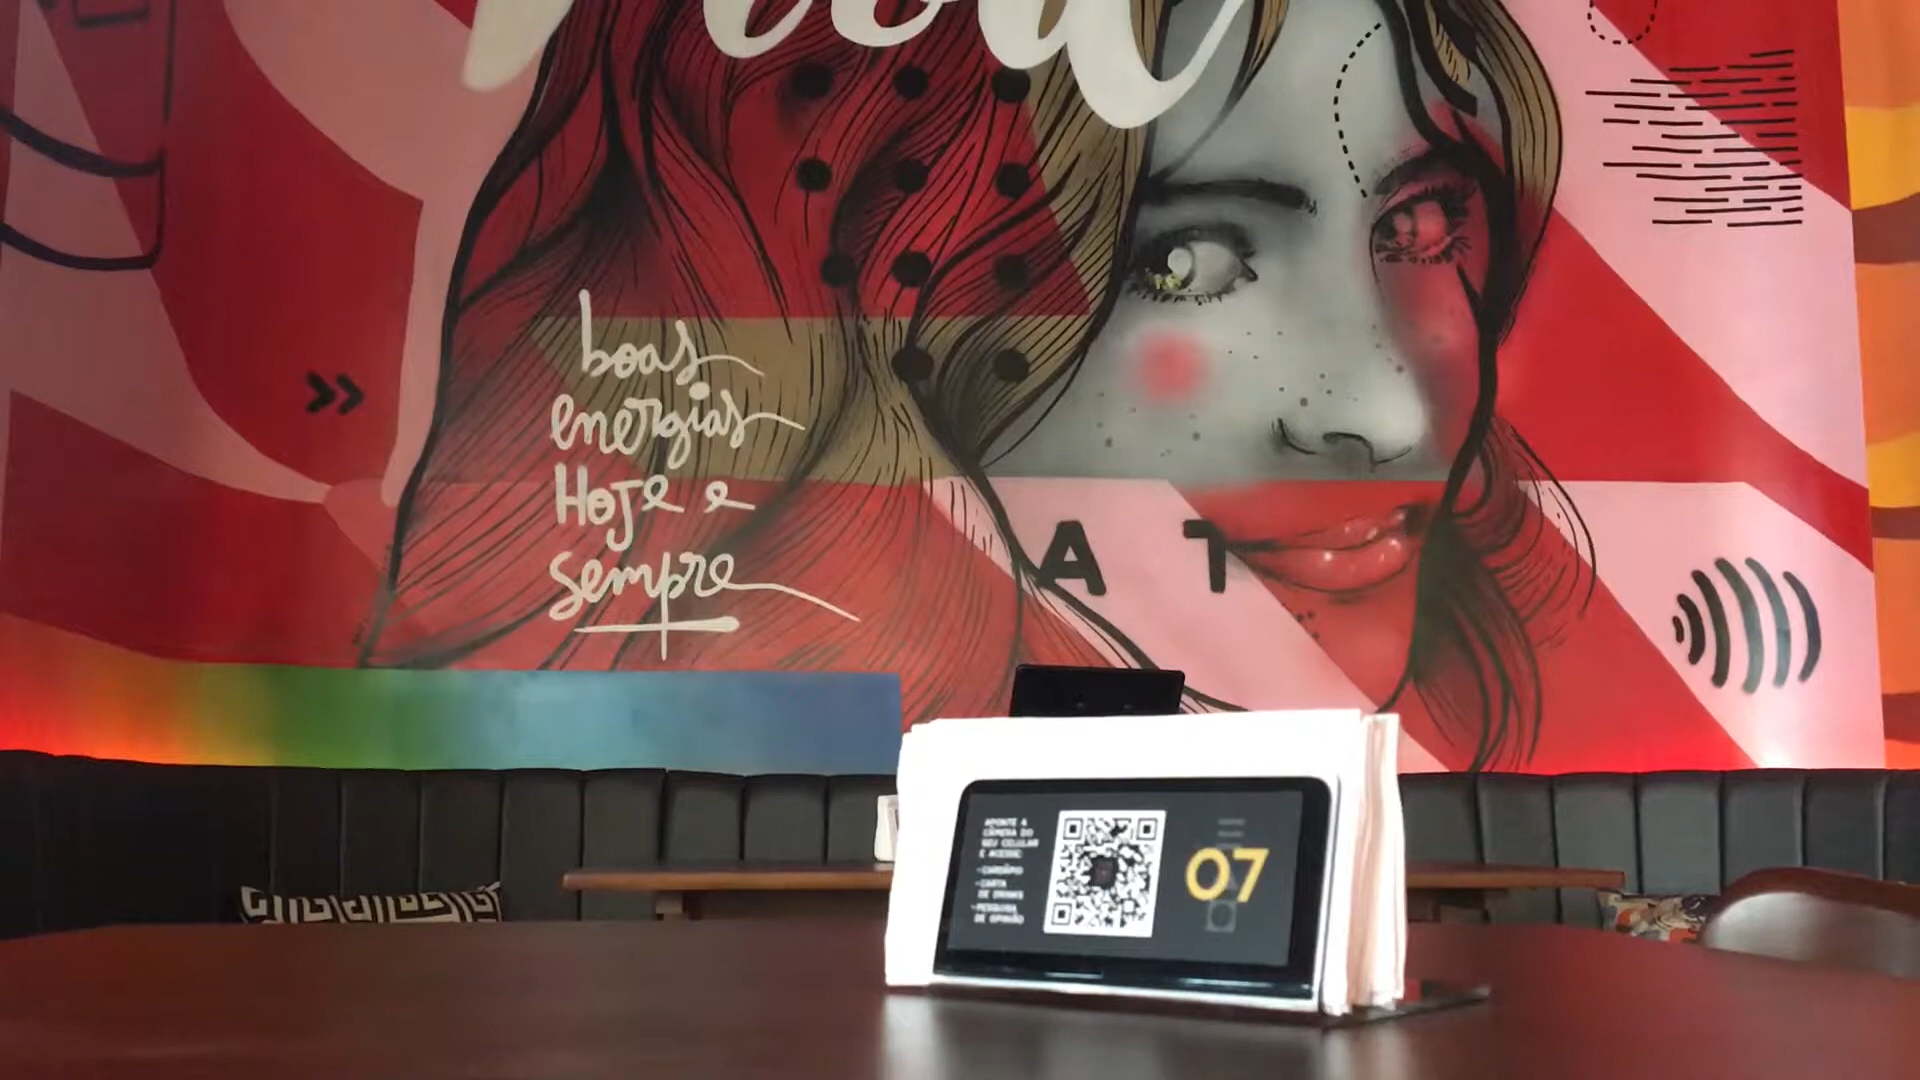 boas
energias
Hoje e
sempre
A T
APONTE A
CÂMERA DO
SEU CELULAR
E ACESSE:
-CARDÁPIO
-CARTA
DE DRINKS
-PESQUISA
DE OPINIÃO
07